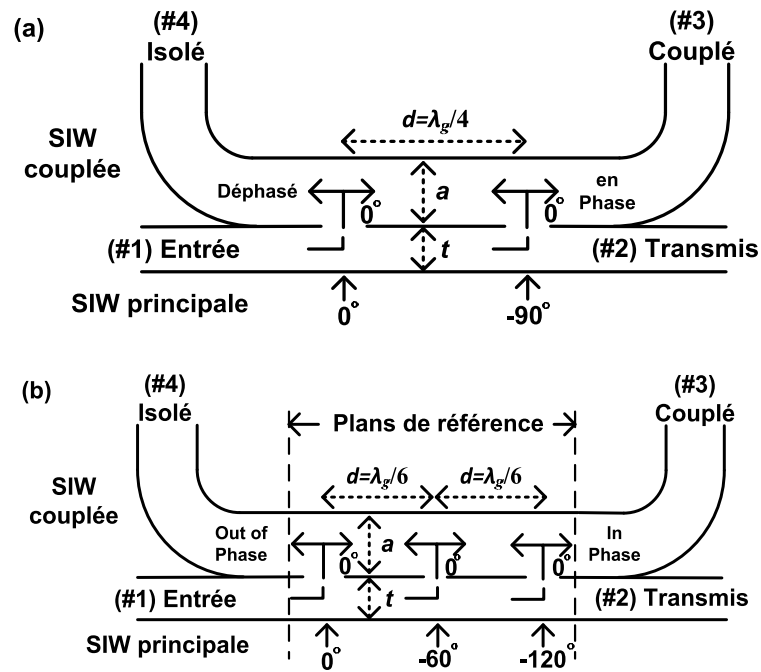 (a)
(#4)
Isolé
(#3)
Couplé
SIW
couplée
d=λg/4
Déphasé
0°
a
0°
en
Phase
(#1) Entrée
t
(#2) Transmis
SIW principale
0°
-90°
(b)
(#4)
Isolé
(#3)
Couplé
Plans de référence
SIW
couplée
d=λg/6
d=λg/6
Out of
Phase
0°
a
0°
0°
In
Phase
(#1) Entrée
t
(#2) Transmis
SIW principale
0°
-60°
-120°